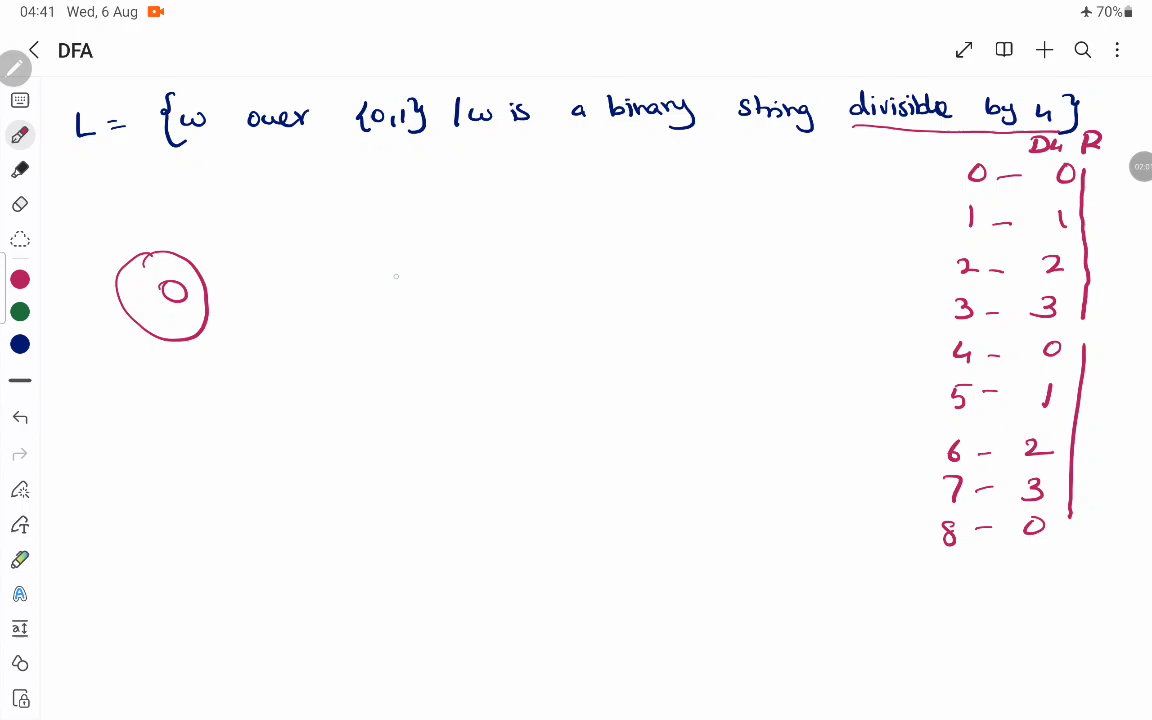 04:41 Wed, 6 Aug 70%
DFA
L = {w over {0,1} | w is a binary string divisible by 4}
D4 R
0 - 0
1 - 1
2 - 2
3 - 3
0
4 - 0
5 - 1
6 - 2
7 - 3
8 - 0